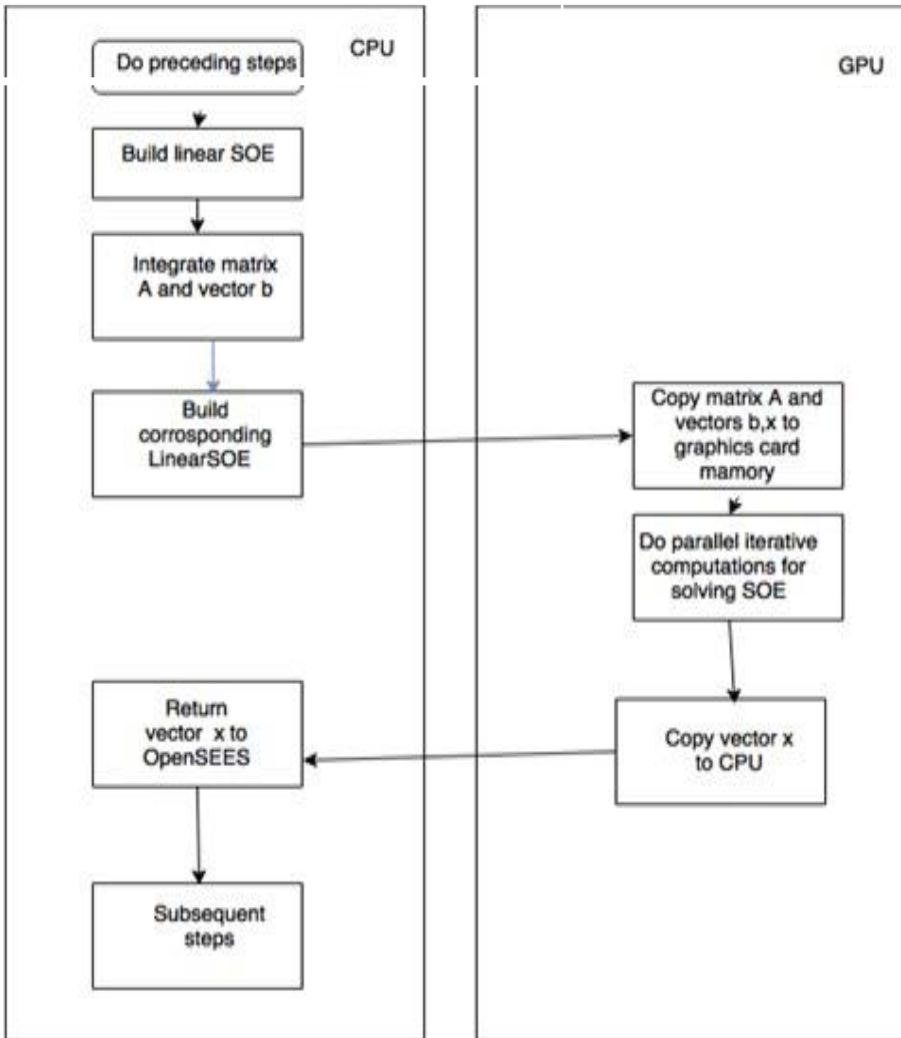 CPU
Do preceding steps
Build linear SOE
Integrate matrix
A and vector b
Build
corrosponding
LinearSOE
Return
vector x to
OpenSEES
Subsequent
steps
GPU
Copy matrix A and
vectors b,x to
graphics card
mamory
Do parallel iterative
computations for
solving SOE
Copy vector x
to CPU